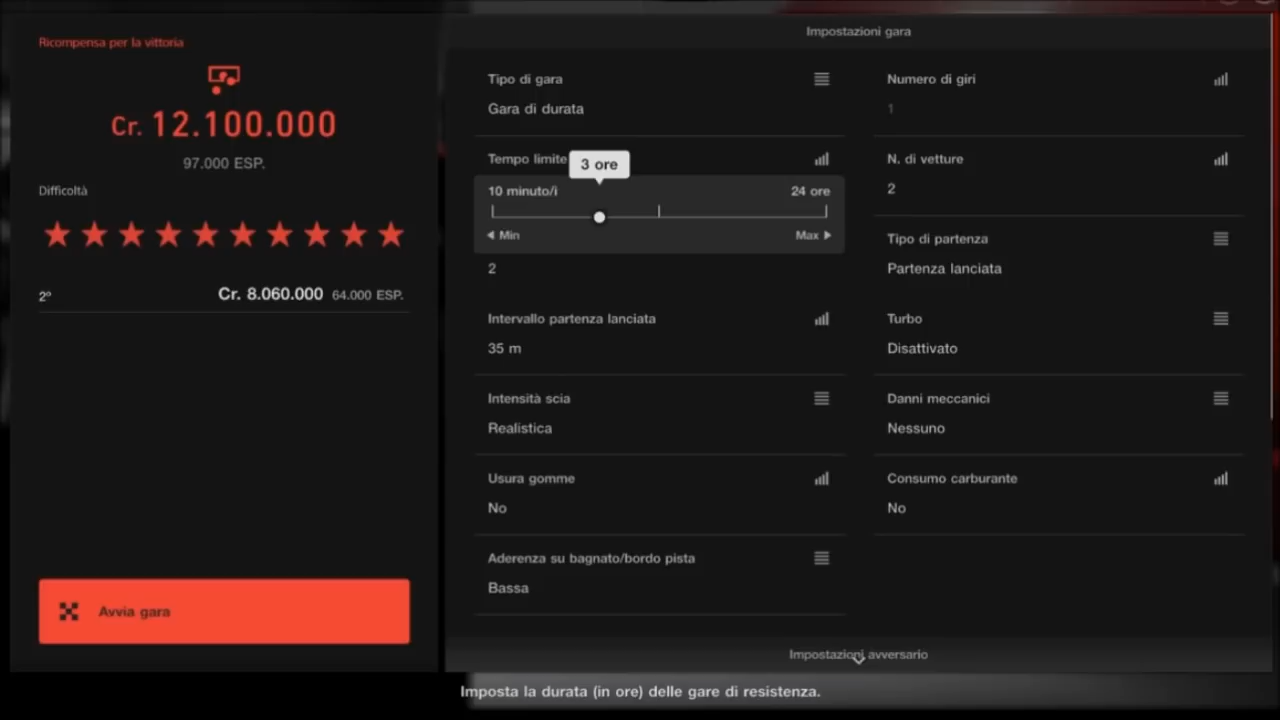 Ricompensa per la vittoria
Cr. 12.100.000
97.000 ESP.
Difficoltà
2º Cr. 8.060.000 64.000 ESP.
Avvia gara
Impostazioni gara
Tipo di gara
Gara di durata
Numero di giri
1
Tempo limite
3 ore
10 minuto/i 24 ore
Min Max
2
N. di vetture
2
Tipo di partenza
Partenza lanciata
Intervallo partenza lanciata
35 m
Turbo
Disattivato
Intensità scia
Realistica
Danni meccanici
Nessuno
Usura gomme
No
Consumo carburante
No
Aderenza su bagnato/bordo pista
Bassa
Impostazioni avversario
Imposta la durata (in ore) delle gare di resistenza.